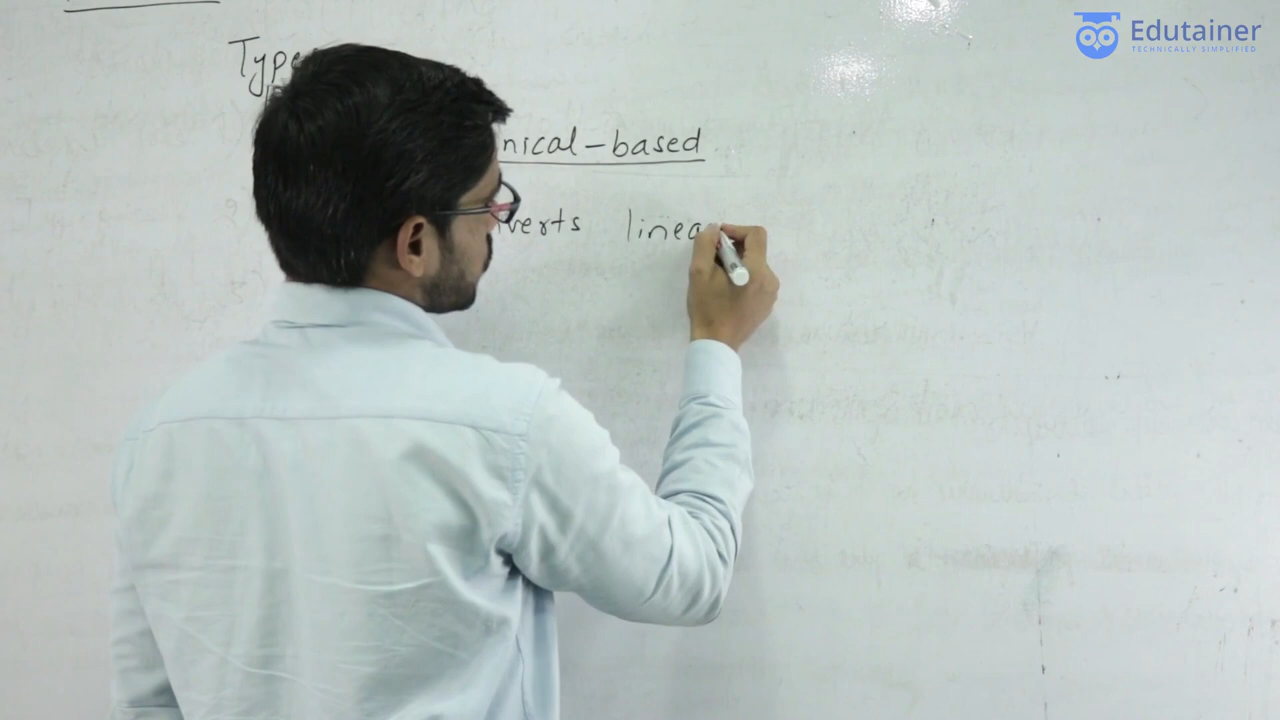 Edutainer
TECHNICALLY SIMPLIFIED
Type
nical-based
verts linea